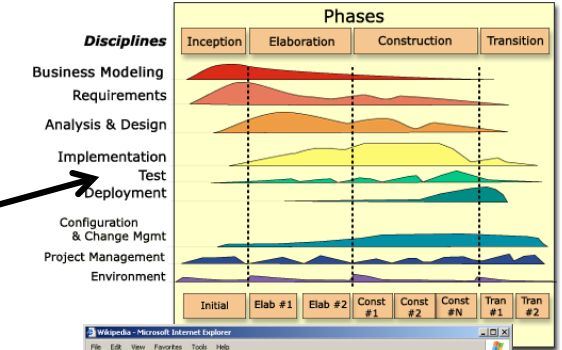 Phases
Disciplines Inception Elaboration Construction Transition
Business Modeling
Requirements
Analysis & Design
Implementation
Test
Deployment
Configuration
& Change Mgmt
Project Management
Environment
Initial Elab #1 Elab #2 Const #1 Const #2 Const #N Tran #1 Tran #2
Wikipedia - Microsoft Internet Explorer
File Edit View Favorites Tools Help